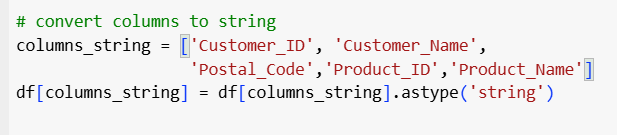 # convert columns to string
columns_string = ['Customer_ID', 'Customer_Name',
'Postal_Code','Product_ID','Product_Name']
df[columns_string] = df[columns_string].astype('string')